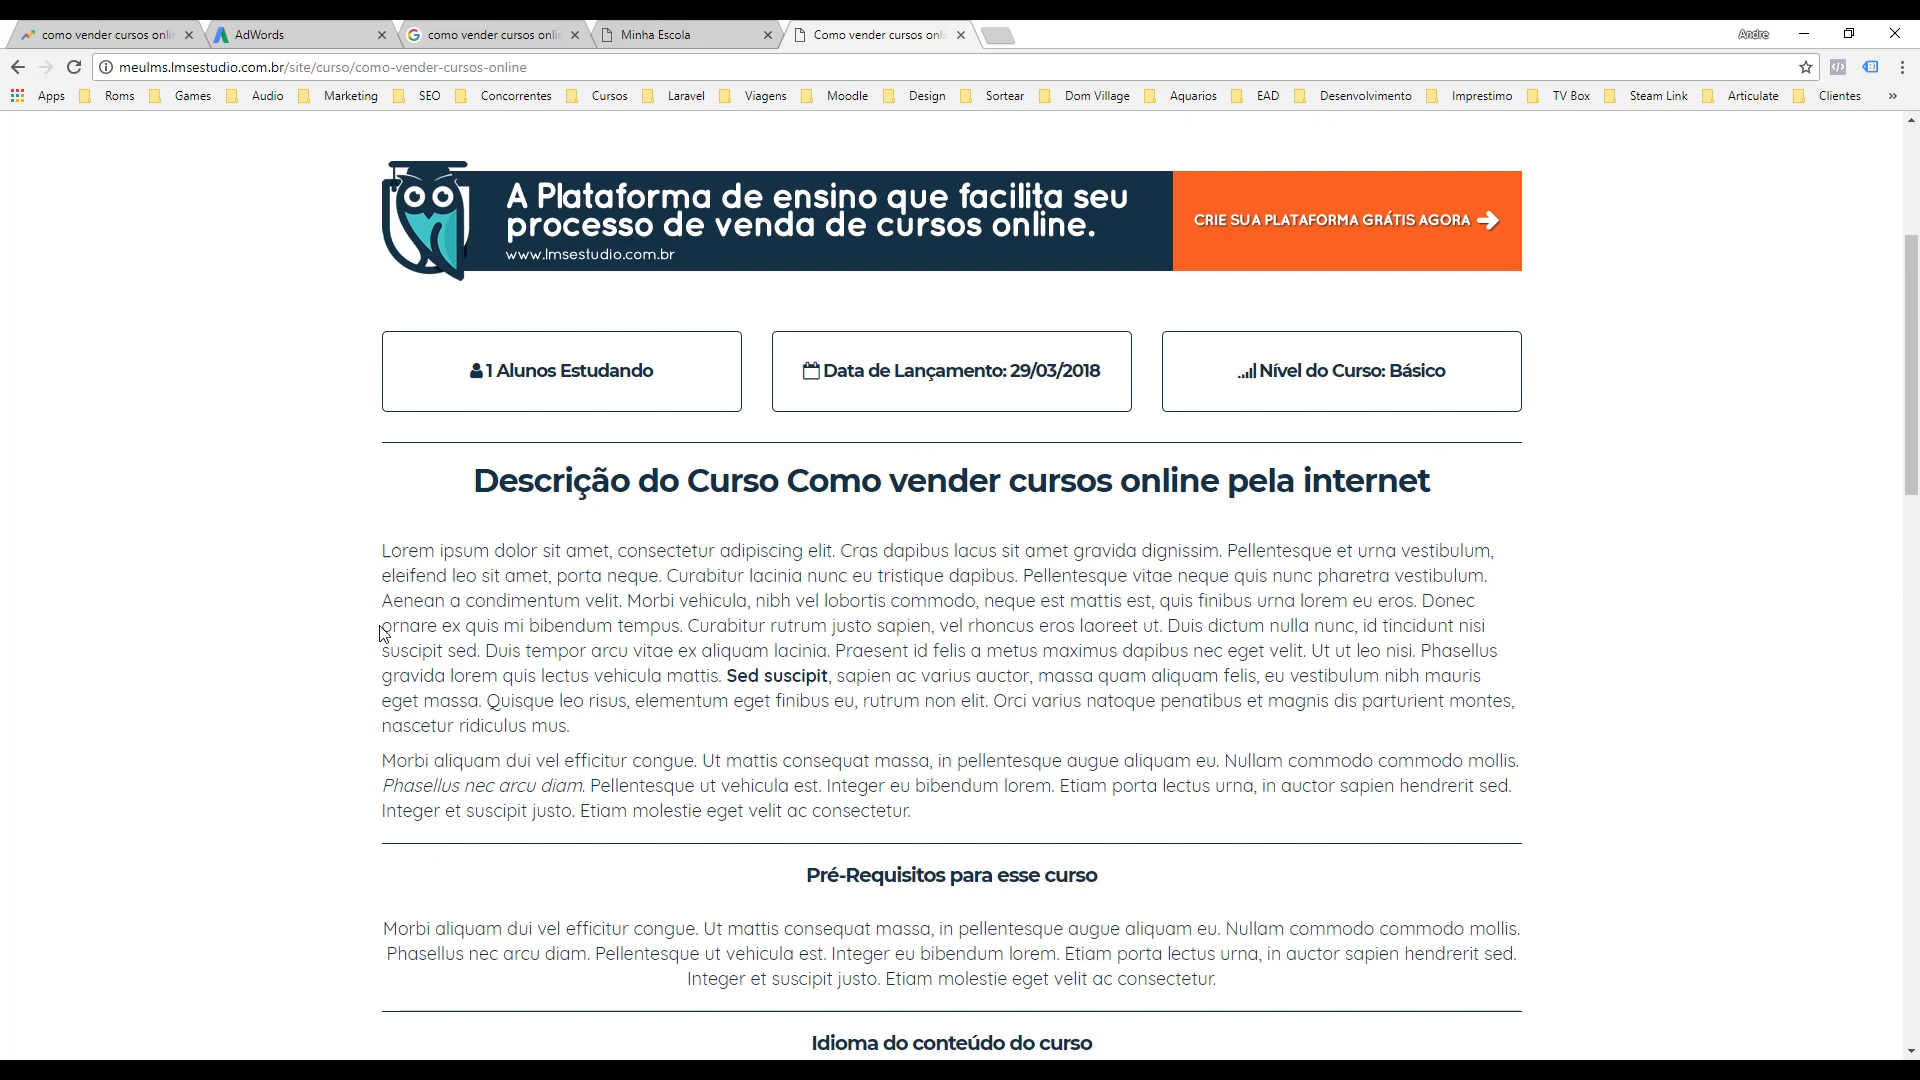 como vender cursos onli
AdWords
como vender cursos onli
Minha Escola
Como vender cursos onl
Andre
meulms.lmsestudio.com.br/site/curso/como-vender-cursos-online
Apps Roms Games Audio Marketing SEO Concorrentes Cursos Laravel Viagens Moodle Design Sortear Dom Village Aquarios EAD Desenvolvimento Imprestimo TV Box Steam Link Articulate Clientes »
A Plataforma de ensino que facilita seu
processo de venda de cursos online.
www.lmsestudio.com.br
CRIE SUA PLATAFORMA GRÁTIS AGORA
1 Alunos Estudando
Data de Lançamento: 29/03/2018
Nível do Curso: Básico
Descrição do Curso Como vender cursos online pela internet
Lorem ipsum dolor sit amet, consectetur adipiscing elit. Cras dapibus lacus sit amet gravida dignissim. Pellentesque et urna vestibulum,
eleifend leo sit amet, porta neque. Curabitur lacinia nunc eu tristique dapibus. Pellentesque vitae neque quis nunc pharetra vestibulum.
Aenean a condimentum velit. Morbi vehicula, nibh vel lobortis commodo, neque est mattis est, quis finibus urna lorem eu eros. Donec
ornare ex quis mi bibendum tempus. Curabitur rutrum justo sapien, vel rhoncus eros laoreet ut. Duis dictum nulla nunc, id tincidunt nisi
suscipit sed. Duis tempor arcu vitae ex aliquam lacinia. Praesent id felis a metus maximus dapibus nec eget velit. Ut ut leo nisi. Phasellus
gravida lorem quis lectus vehicula mattis. Sed suscipit, sapien ac varius auctor, massa quam aliquam felis, eu vestibulum nibh mauris
eget massa. Quisque leo risus, elementum eget finibus eu, rutrum non elit. Orci varius natoque penatibus et magnis dis parturient montes,
nascetur ridiculus mus.
Morbi aliquam dui vel efficitur congue. Ut mattis consequat massa, in pellentesque augue aliquam eu. Nullam commodo commodo mollis.
Phasellus nec arcu diam. Pellentesque ut vehicula est. Integer eu bibendum lorem. Etiam porta lectus urna, in auctor sapien hendrerit sed.
Integer et suscipit justo. Etiam molestie eget velit ac consectetur.
Pré-Requisitos para esse curso
Morbi aliquam dui vel efficitur congue. Ut mattis consequat massa, in pellentesque augue aliquam eu. Nullam commodo commodo mollis.
Phasellus nec arcu diam. Pellentesque ut vehicula est. Integer eu bibendum lorem. Etiam porta lectus urna, in auctor sapien hendrerit sed.
Integer et suscipit justo. Etiam molestie eget velit ac consectetur.
Idioma do conteúdo do curso